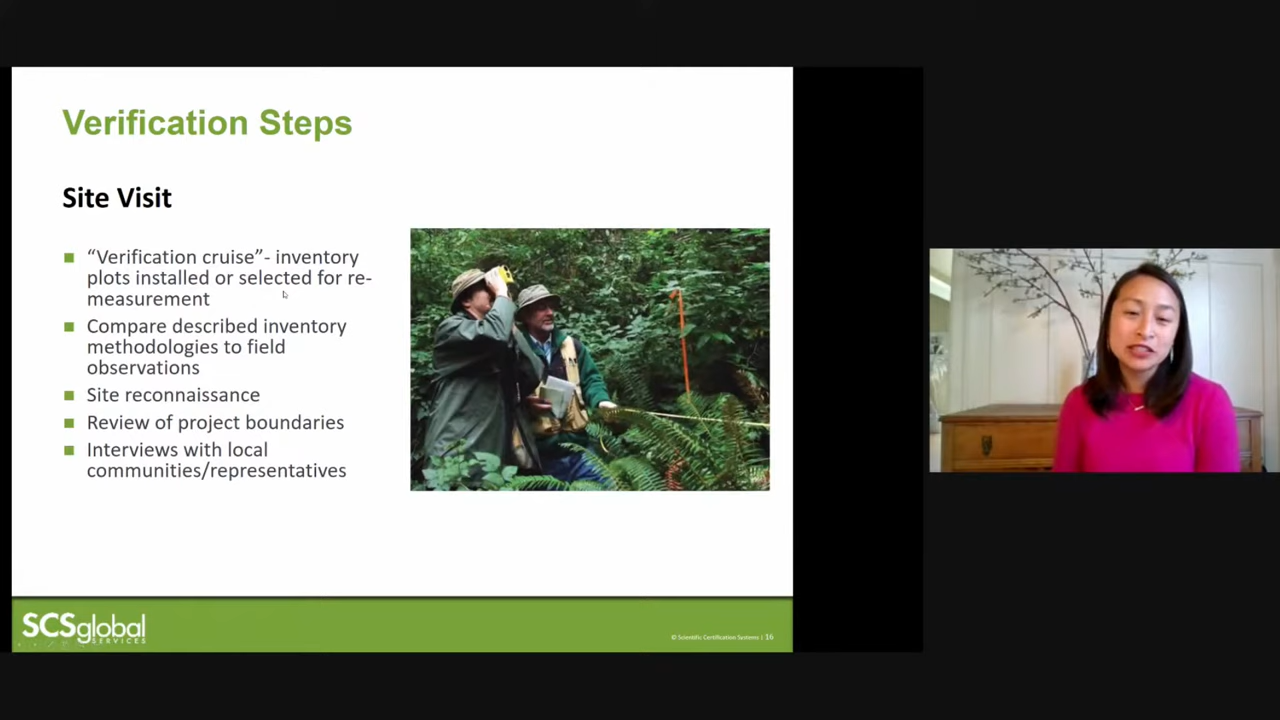 Verification Steps
Site Visit
“Verification cruise”- inventory
plots installed or selected for re-
measurement
Compare described inventory
methodologies to field
observations
Site reconnaissance
Review of project boundaries
Interviews with local
communities/representatives
SCSglobal
SERVICES
© Scientific Certification Systems | 16